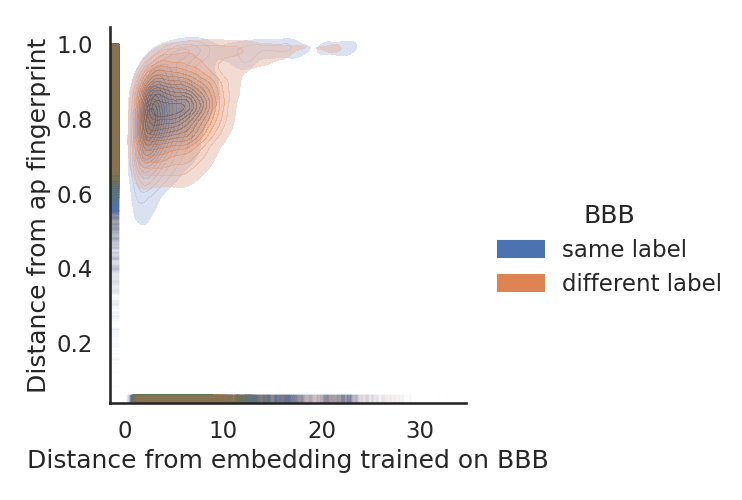 Distance from ap fingerprint
1.0
0.8
0.6
0.4
0.2
0 10 20 30
Distance from embedding trained on BBB
BBB
same label
different label